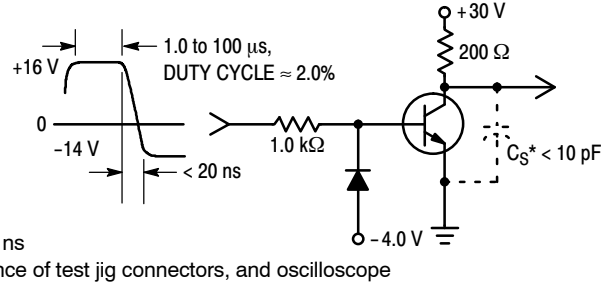 +30 V
200 Ω
1.0 to 100 μs,
DUTY CYCLE ≈ 2.0%
+16 V
0
−14 V
< 20 ns
1.0 kΩ
CS* < 10 pF
−4.0 V
ns
nce of test jig connectors, and oscilloscope